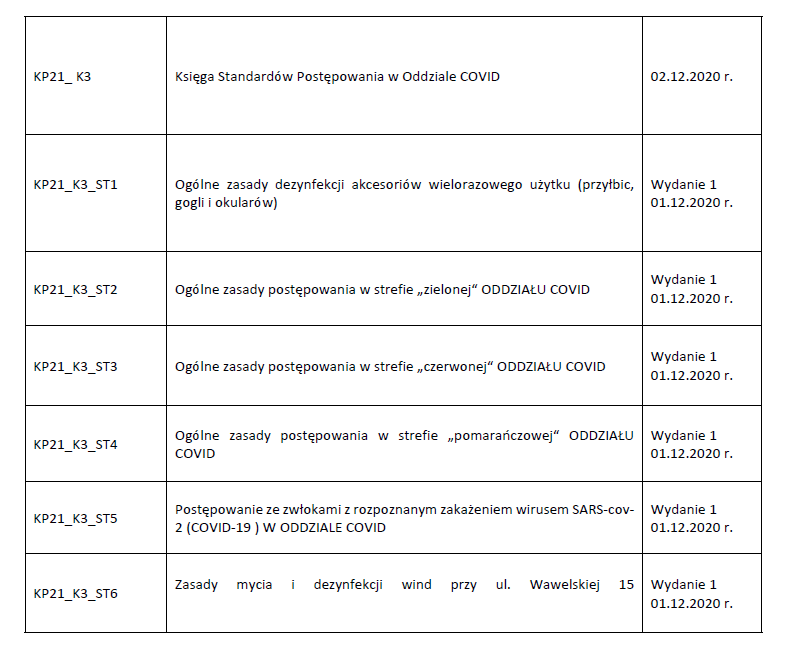 KP21_ K3
Księga Standardów Postępowania w Oddziale COVID
02.12.2020 r.
KP21_K3_ST1
Ogólne zasady dezynfekcji akcesoriów wielorazowego użytku (przyłbic,
gogli i okularów)
Wydanie 1
01.12.2020 r.
KP21_K3_ST2
Ogólne zasady postępowania w strefie „zielonej“ ODDZIAŁU COVID
Wydanie 1
01.12.2020 r.
KP21_K3_ST3
Ogólne zasady postępowania w strefie „czerwonej“ ODDZIAŁU COVID
Wydanie 1
01.12.2020 r.
KP21_K3_ST4
Ogólne zasady postępowania w strefie „pomarańczowej“ ODDZIAŁU
COVID
Wydanie 1
01.12.2020 r.
KP21_K3_ST5
Postępowanie ze zwłokami z rozpoznanym zakażeniem wirusem SARS-cov-
2 (COVID-19 ) W ODDZIALE COVID
Wydanie 1
01.12.2020 r.
KP21_K3_ST6
Zasady mycia i dezynfekcji wind przy ul. Wawelskiej 15
Wydanie 1
01.12.2020 r.